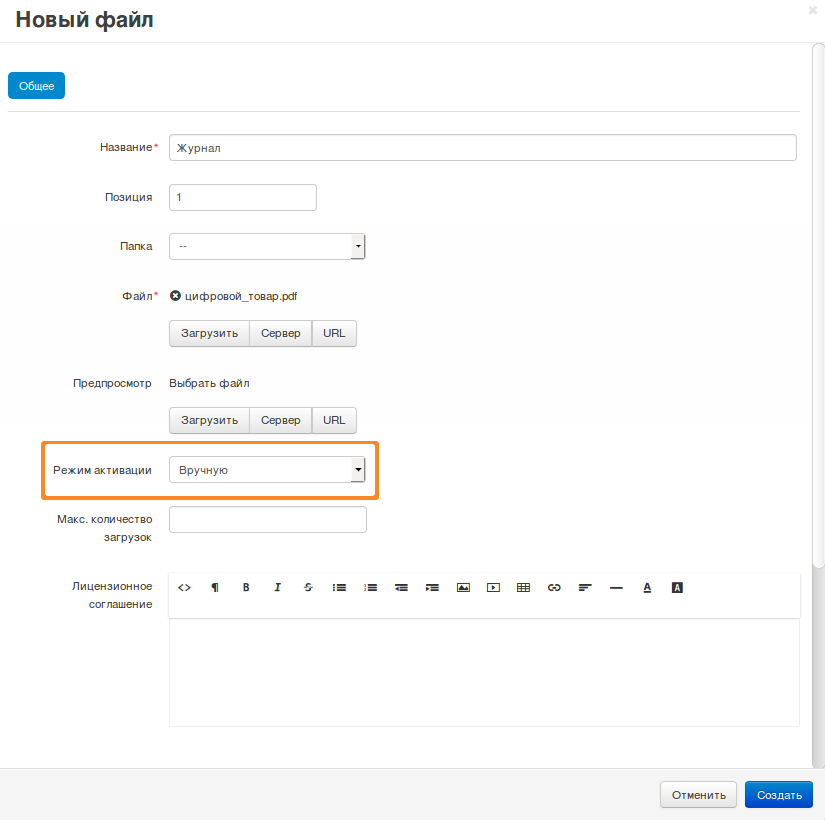 Новый файл
Общее
Название*
Журнал
Позиция
1
Папка
--
Файл*
цифровой_товар.pdf
Загрузить Сервер URL
Предпросмотр
Выбрать файл
Загрузить Сервер URL
Режим активации
Вручную
Макс. количество
загрузок
Лицензионное
соглашение
Отменить
Создать